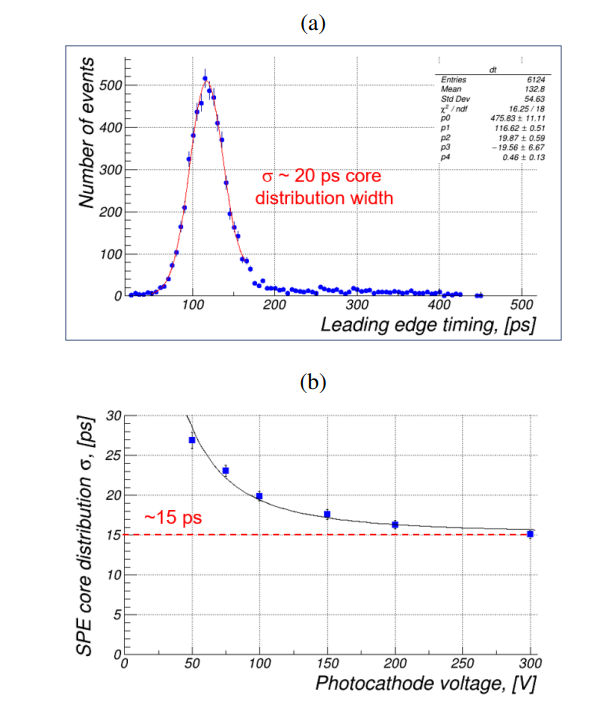 (a)
Number of events
500
400
300
200
100
0
100
200
300
400
500
Leading edge timing, [ps]
dt
Entries 6124
Mean 132.8
Std Dev 54.63
χ² / ndf 16.25 / 18
p0 475.83 ± 11.11
p1 116.62 ± 0.51
p2 19.87 ± 0.59
p3 −19.56 ± 6.67
p4 0.46 ± 0.13
σ ~ 20 ps core
distribution width
(b)
SPE core distribution σ, [ps]
30
25
20
15
10
5
0
~15 ps
0
50
100
150
200
250
300
Photocathode voltage, [V]